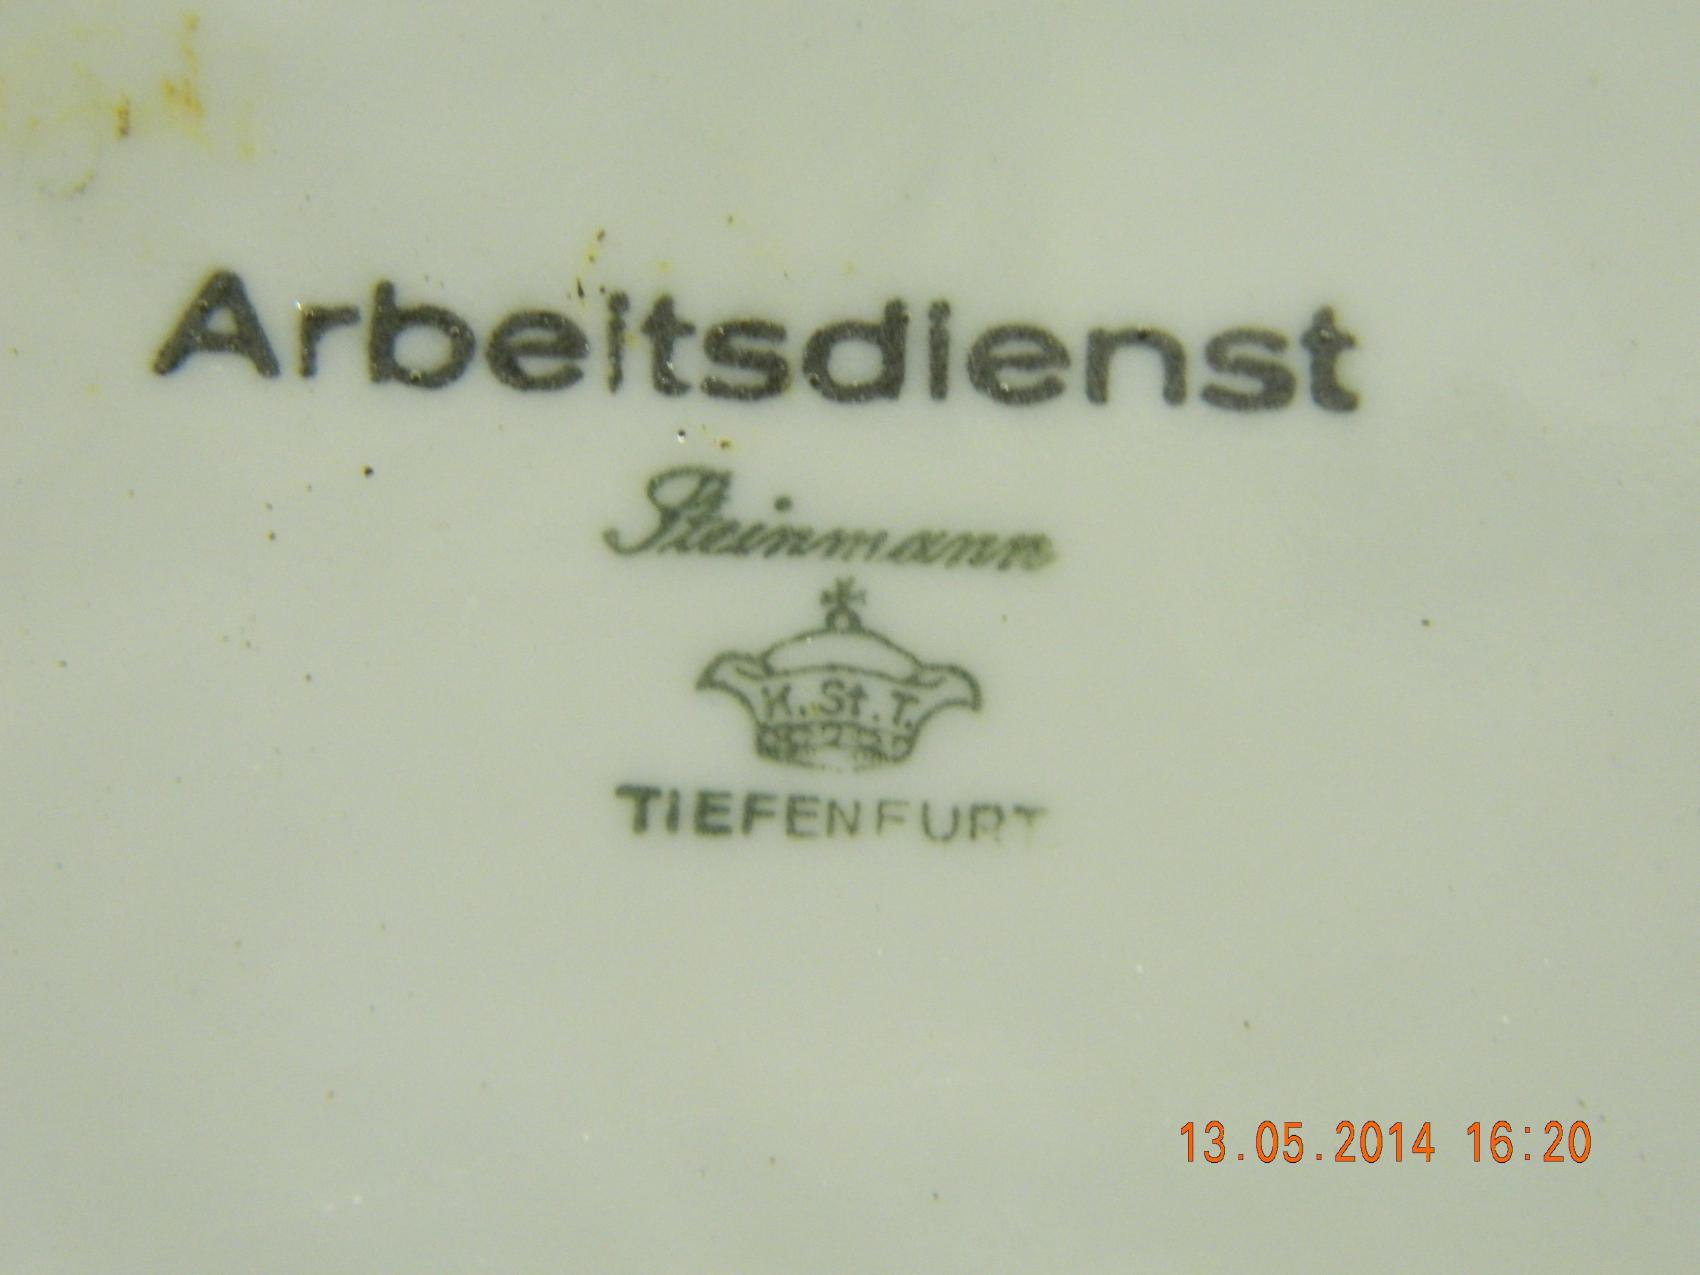 Arbeitsdienst
Steinmann
K. St. T.
TIEFENFURT
13.05.2014 16:20